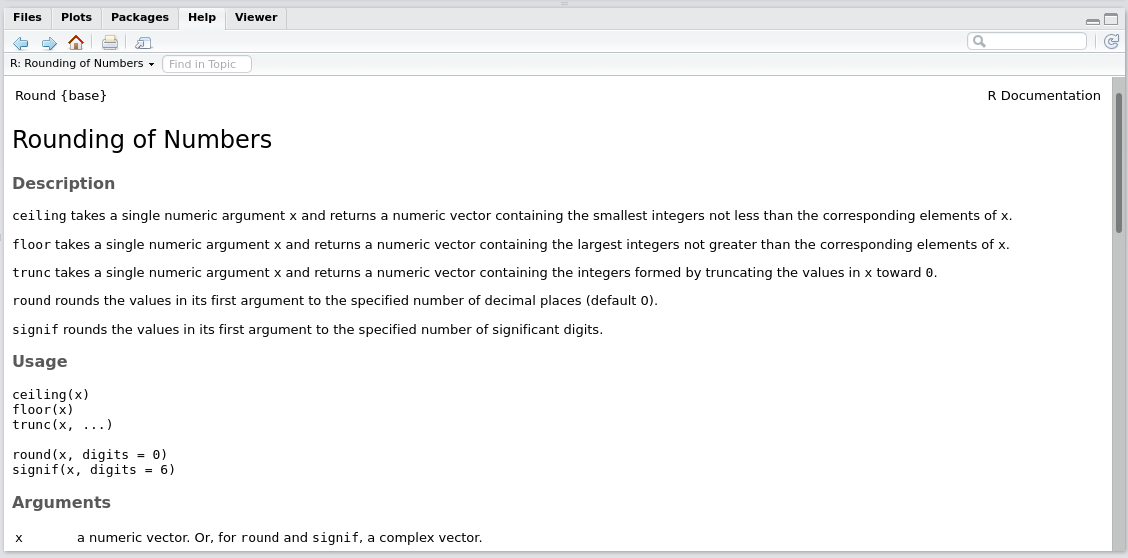 Files Plots Packages Help Viewer
R: Rounding of Numbers Find in Topic
Round {base} R Documentation
Rounding of Numbers
Description
ceiling takes a single numeric argument x and returns a numeric vector containing the smallest integers not less than the corresponding elements of x.
floor takes a single numeric argument x and returns a numeric vector containing the largest integers not greater than the corresponding elements of x.
trunc takes a single numeric argument x and returns a numeric vector containing the integers formed by truncating the values in x toward 0.
round rounds the values in its first argument to the specified number of decimal places (default 0).
signif rounds the values in its first argument to the specified number of significant digits.
Usage
ceiling(x)
floor(x)
trunc(x, ...)
round(x, digits = 0)
signif(x, digits = 6)
Arguments
x a numeric vector. Or, for round and signif, a complex vector.